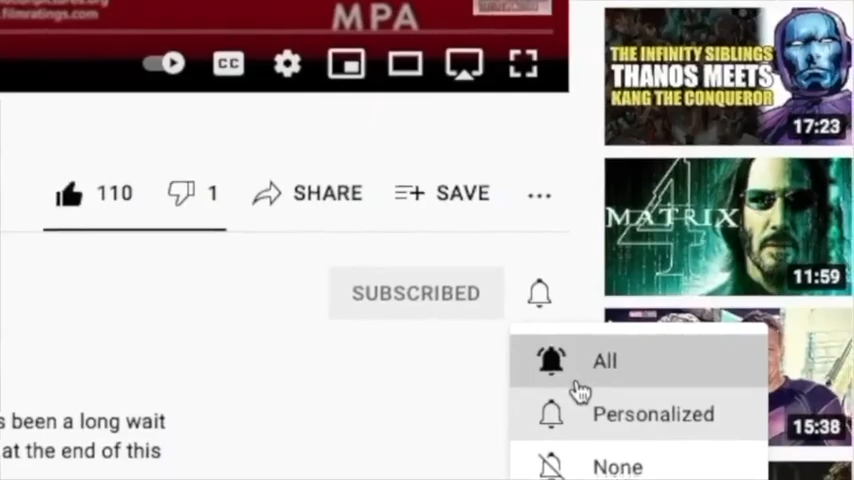 .filmratings.com
MPA
CC
THE INFINITY SIBLINGS
THANOS MEETS
KANG THE CONQUEROR
17:23
110
1
SHARE
SAVE
MATRIX
4
11:59
SUBSCRIBED
All
Personalized
None
15:38
s been a long wait
at the end of this